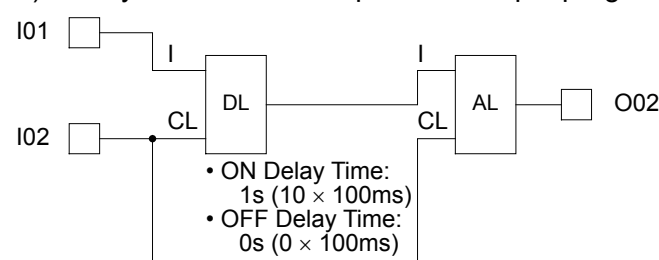 I01
I
I
DL
AL
O02
CL
CL
I02
• ON Delay Time:
1s (10 × 100ms)
• OFF Delay Time:
0s (0 × 100ms)